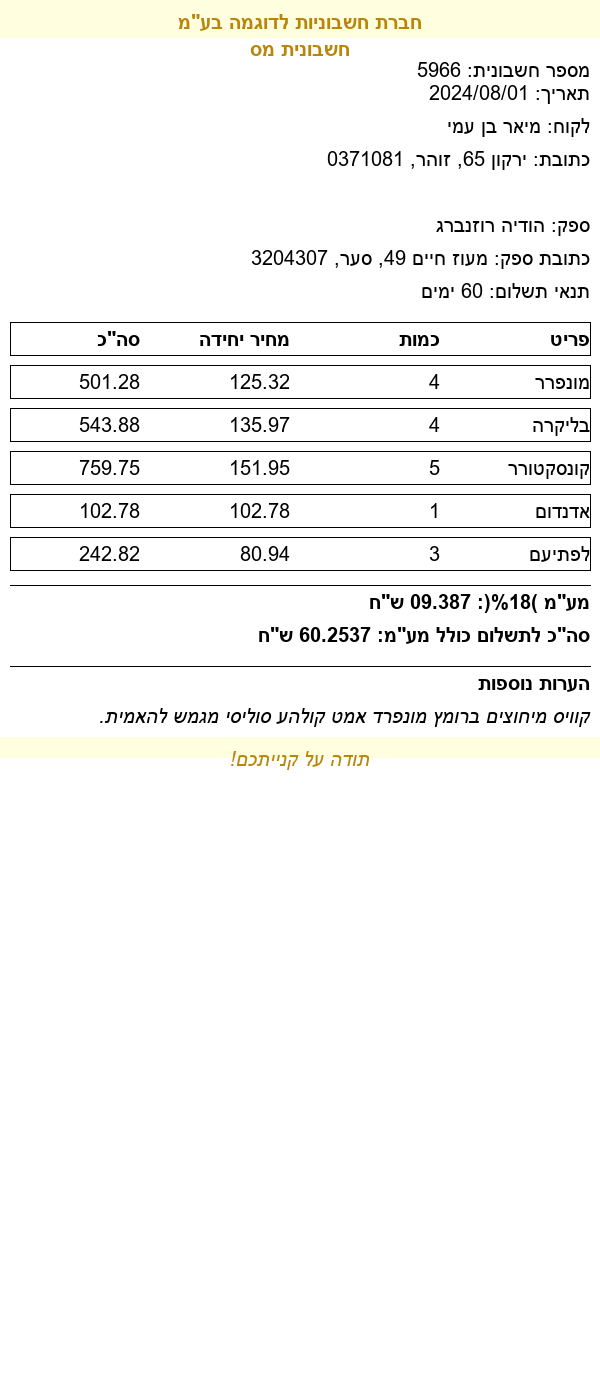 חברת חשבוניות לדוגמה בע"מ
חשבונית מס
מספר חשבונית: 5966
תאריך: 2024/08/01
לקוח: מיאר בן עמי
כתובת: ירקון 65, זוהר, 0371081
ספק: הודיה רוזנברג
כתובת ספק: מעוז חיים 49, סער, 3204307
תנאי תשלום: 60 ימים
פריט כמות מחיר יחידה סה"כ
מונפרר 4 125.32 501.28
בליקרה 4 135.97 543.88
קונסקטורר 5 151.95 759.75
אדנדום 1 102.78 102.78
לפתיעם 3 80.94 242.82
מע"מ )18%(: 09.387 ש"ח
סה"כ לתשלום כולל מע"מ: 60.2537 ש"ח
הערות נוספות
קוויס מיחוצים ברומץ מונפרד אמט קולהע סוליסי מגמש להאמית.
תודה על קנייתכם!